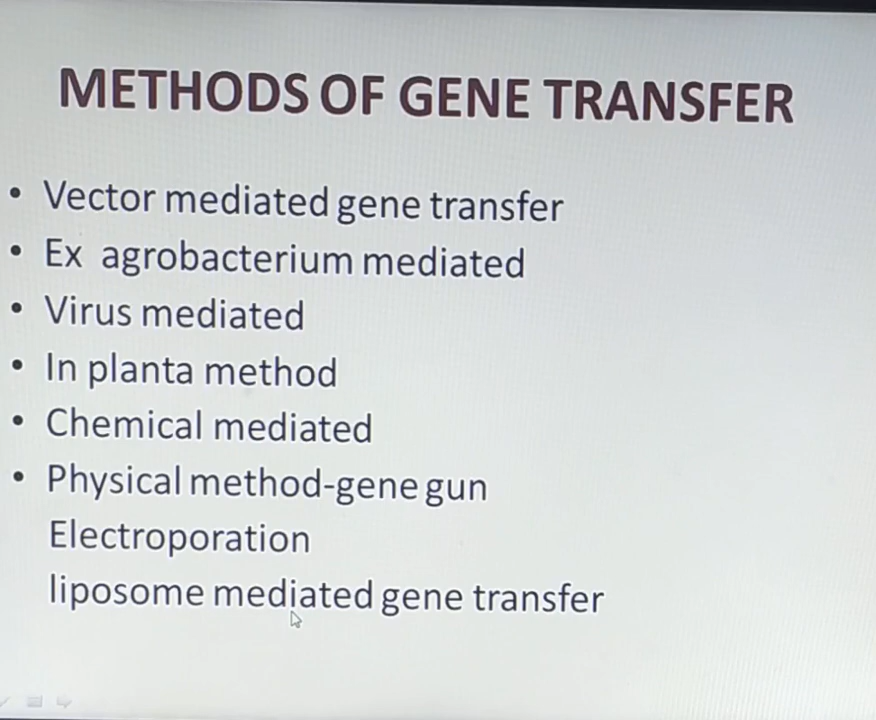 METHODS OF GENE TRANSFER
• Vector mediated gene transfer
• Ex agrobacterium mediated
• Virus mediated
• In planta method
• Chemical mediated
• Physical method-gene gun
Electroporation
liposome mediated gene transfer